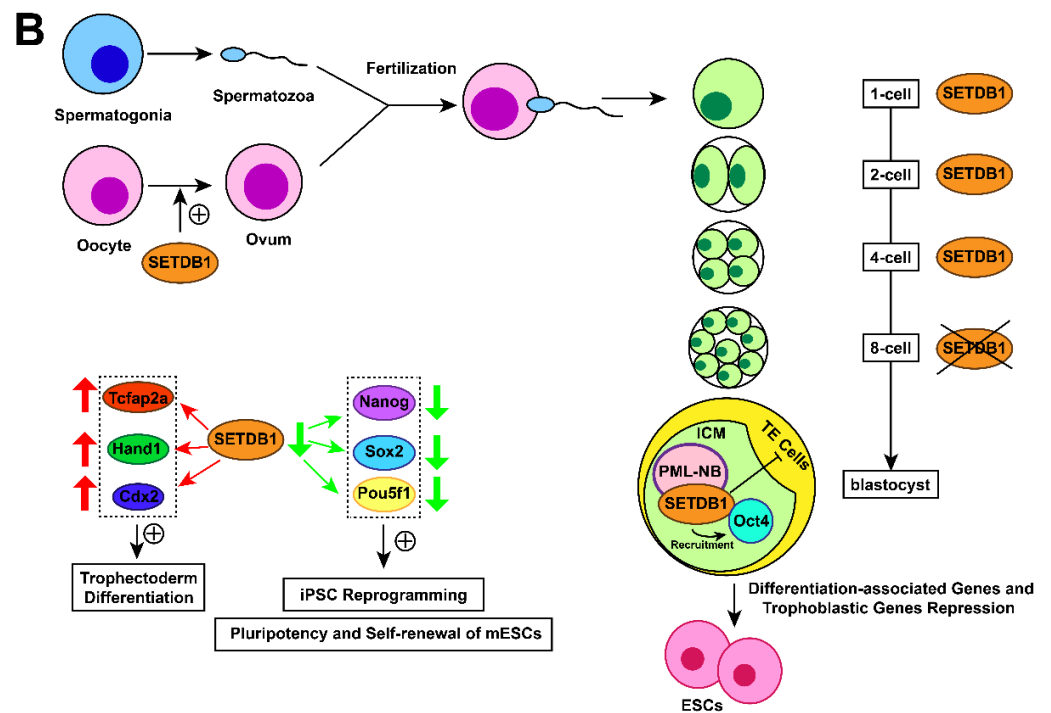 B
Spermatogonia
Spermatozoa
Fertilization
Oocyte
Ovum
SETDB1
1-cell
SETDB1
2-cell
SETDB1
4-cell
SETDB1
8-cell
SETDB1
blastocyst
Tcfap2a
Hand1
Cdx2
SETDB1
Nanog
Sox2
Pou5f1
Trophectoderm
Differentiation
iPSC Reprogramming
Pluripotency and Self-renewal of mESCs
ICM
TE Cells
PML-NB
SETDB1
Oct4
Recruitment
Differentiation-associated Genes and
Trophoblastic Genes Repression
ESCs